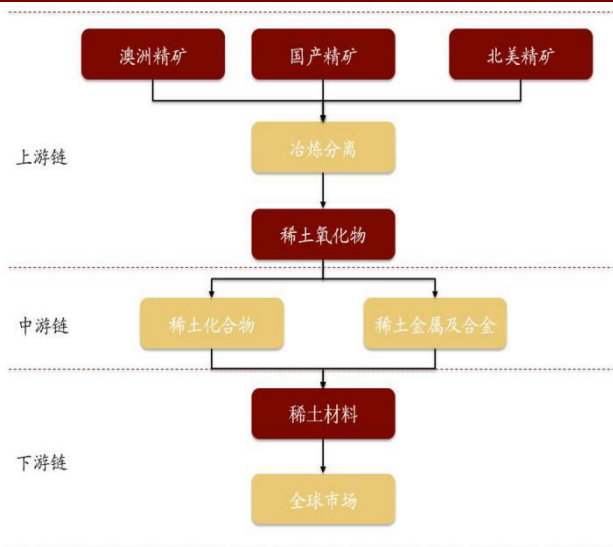 澳洲精矿
国产精矿
北美精矿
上游链
冶炼分离
稀土氧化物
中游链
稀土化合物
稀土金属及合金
稀土材料
下游链
全球市场